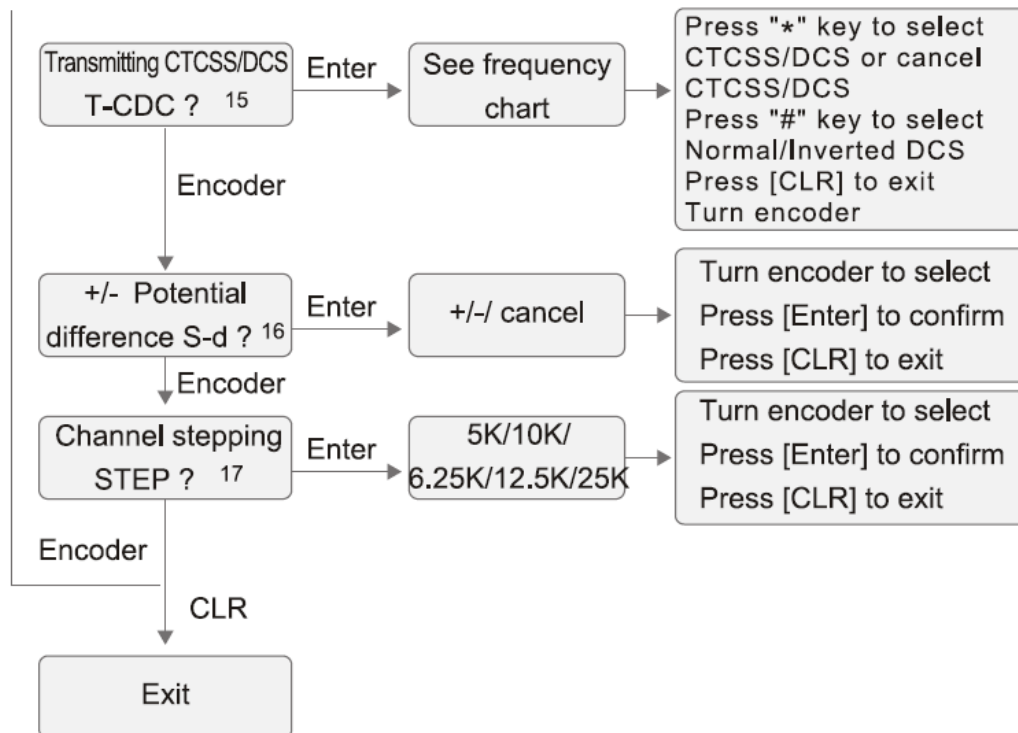 Transmitting CTCSS/DCS
T-CDC ? 15
Enter
See frequency
chart
Press "*" key to select
CTCSS/DCS or cancel
CTCSS/DCS
Press "#" key to select
Normal/Inverted DCS
Press [CLR] to exit
Turn encoder
Encoder
+/- Potential
difference S-d ? 16
Enter
+/-/ cancel
Turn encoder to select
Press [Enter] to confirm
Press [CLR] to exit
Encoder
Channel stepping
STEP ? 17
Enter
5K/10K/
6.25K/12.5K/25K
Turn encoder to select
Press [Enter] to confirm
Press [CLR] to exit
Encoder
CLR
Exit